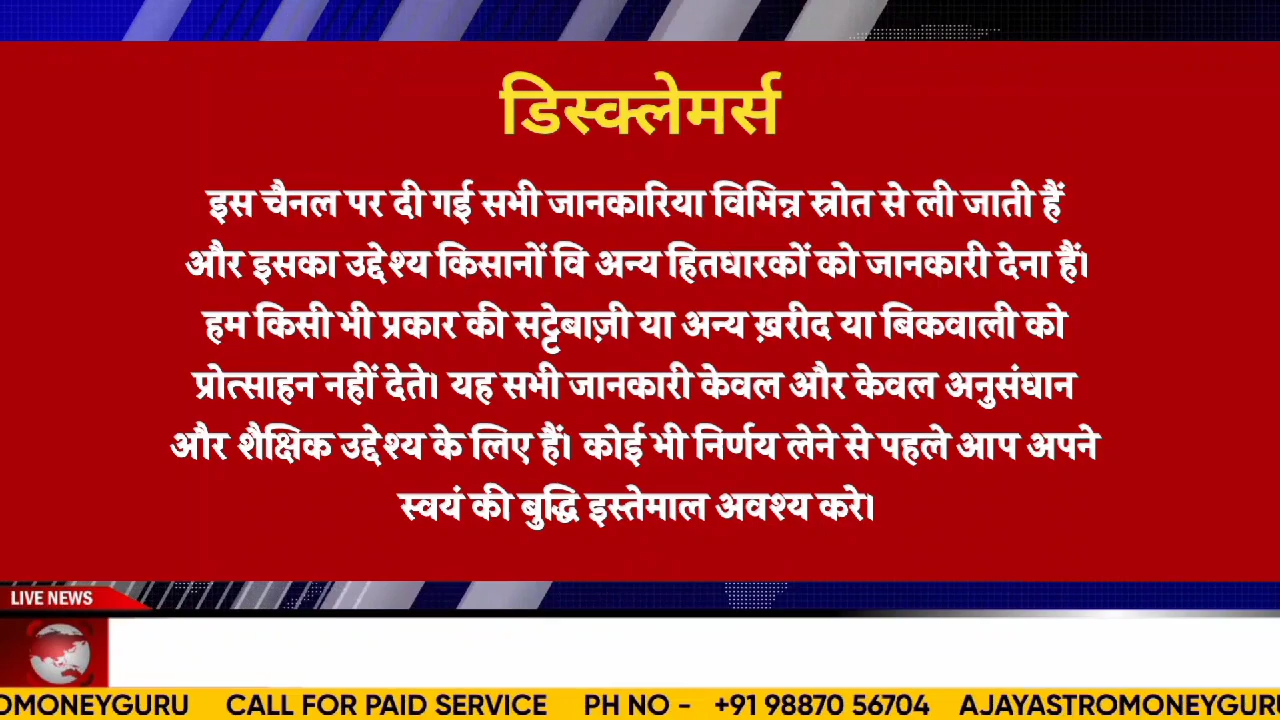 डिस्क्लेमर्स
इस चैनल पर दी गई सभी जानकारिया विभिन्न स्रोत से ली जाती हैं
और इसका उद्देश्य किसानों वि अन्य हितधारकों को जानकारी देना हैं।
हम किसी भी प्रकार की सट्टेबाज़ी या अन्य ख़रीद या बिकवाली को
प्रोत्साहन नहीं देते। यह सभी जानकारी केवल और केवल अनुसंधान
और शैक्षिक उद्देश्य के लिए हैं। कोई भी निर्णय लेने से पहले आप अपने
स्वयं की बुद्धि इस्तेमाल अवश्य करे।
LIVE NEWS
OMONEYGURU CALL FOR PAID SERVICE PH NO - +91 98870 56704 AJAYASTROMONEYGUR